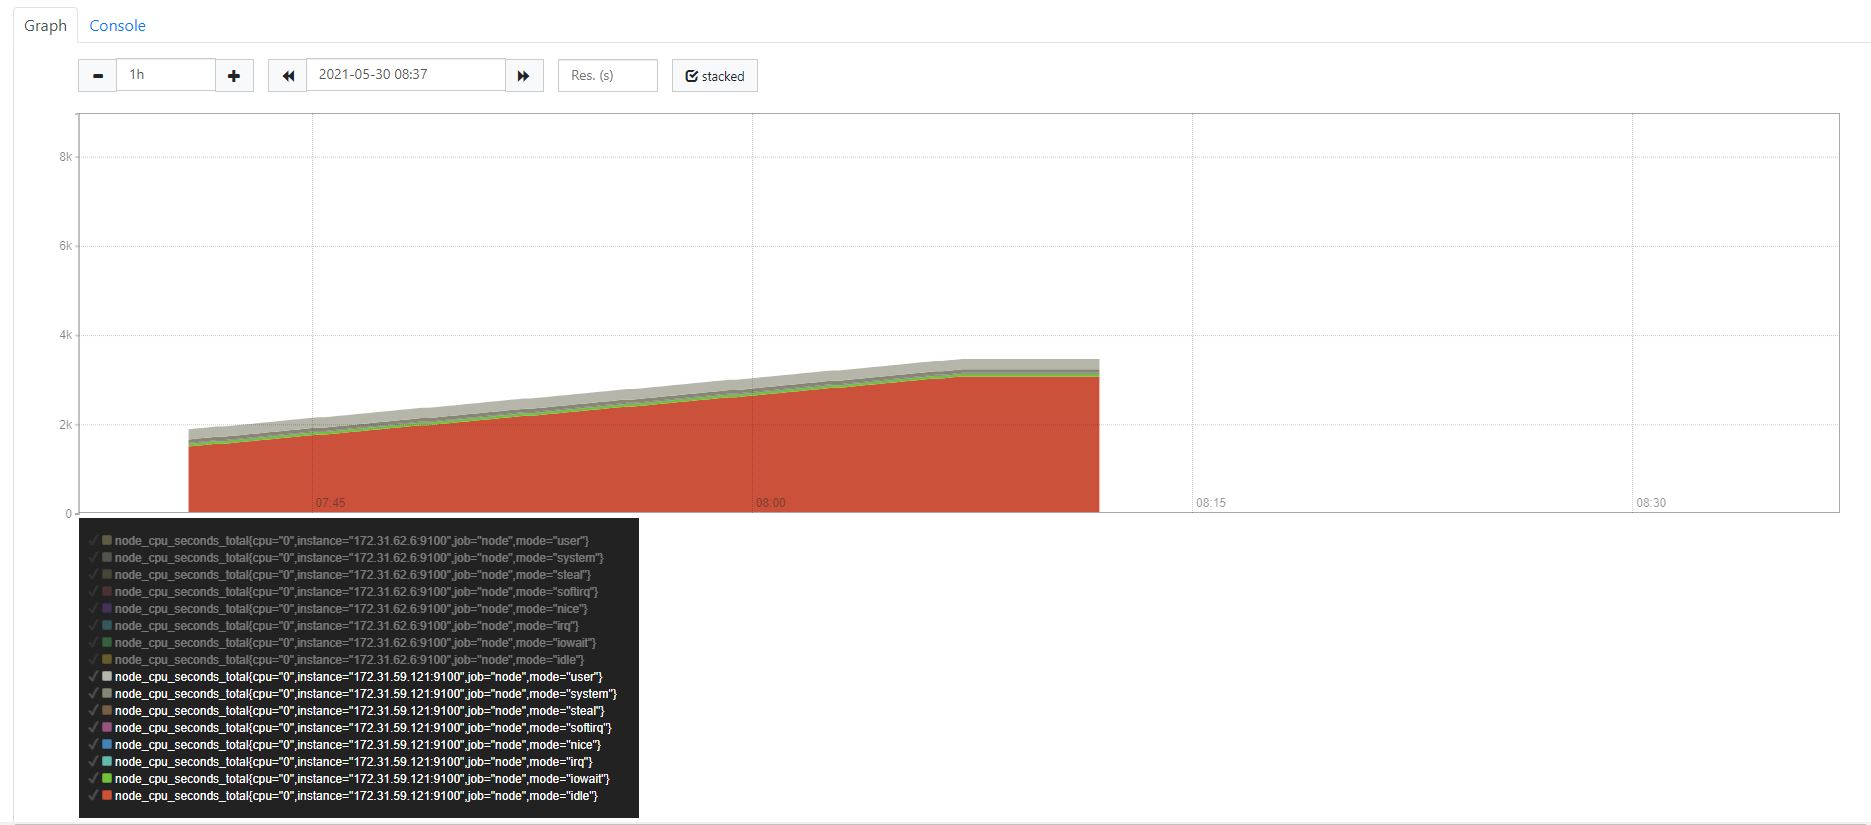 Graph Console
1h 2021-05-30 08:37 Res. (s) stacked
8k
6k
4k
2k
0
07:45 08:00 08:15 08:30
node_cpu_seconds_total{cpu="0",instance="172.31.62.6:9100",job="node",mode="user"}
node_cpu_seconds_total{cpu="0",instance="172.31.62.6:9100",job="node",mode="system"}
node_cpu_seconds_total{cpu="0",instance="172.31.62.6:9100",job="node",mode="steal"}
node_cpu_seconds_total{cpu="0",instance="172.31.62.6:9100",job="node",mode="softirq"}
node_cpu_seconds_total{cpu="0",instance="172.31.62.6:9100",job="node",mode="nice"}
node_cpu_seconds_total{cpu="0",instance="172.31.62.6:9100",job="node",mode="irq"}
node_cpu_seconds_total{cpu="0",instance="172.31.62.6:9100",job="node",mode="iowait"}
node_cpu_seconds_total{cpu="0",instance="172.31.62.6:9100",job="node",mode="idle"}
node_cpu_seconds_total{cpu="0",instance="172.31.59.121:9100",job="node",mode="user"}
node_cpu_seconds_total{cpu="0",instance="172.31.59.121:9100",job="node",mode="system"}
node_cpu_seconds_total{cpu="0",instance="172.31.59.121:9100",job="node",mode="steal"}
node_cpu_seconds_total{cpu="0",instance="172.31.59.121:9100",job="node",mode="softirq"}
node_cpu_seconds_total{cpu="0",instance="172.31.59.121:9100",job="node",mode="nice"}
node_cpu_seconds_total{cpu="0",instance="172.31.59.121:9100",job="node",mode="irq"}
node_cpu_seconds_total{cpu="0",instance="172.31.59.121:9100",job="node",mode="iowait"}
node_cpu_seconds_total{cpu="0",instance="172.31.59.121:9100",job="node",mode="idle"}